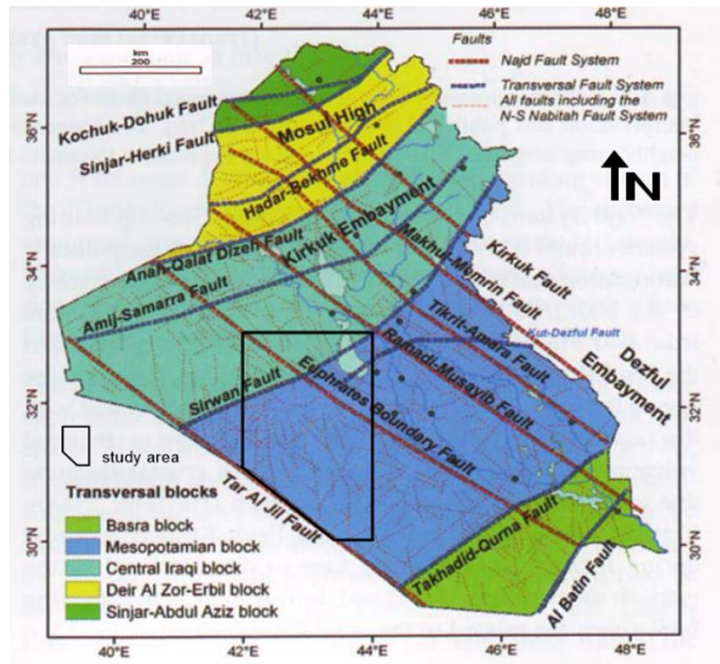 42°E
44°E
46°E
48°E
km
200
Faults
Najd Fault System
Transversal Fault System
All faults including the
N-S Nabitah Fault System
N
36°N
36°N
34°N
34°N
32°N
32°N
30°N
30°N
Kochuk-Dohuk Fault
Sinjar-Herki Fault
Mosul High
Hadar-Bekhme Fault
Anah-Qalat Dizeh Fault
Kirkuk Embayment
Amij-Samarra Fault
Makhul-Hemrin Fault
Kirkuk Fault
Tikrit-Amara Fault
Kut-Dezful Fault
Dezful
Embayment
Ramadi-Musayib Fault
Sirwan Fault
Euphrates Boundary Fault
Tar Al Jil Fault
Takhadid-Qurna Fault
Al Batin Fault
study area
Transversal blocks
Basra block
Mesopotamian block
Central Iraqi block
Deir Al Zor-Erbil block
Sinjar-Abdul Aziz block
40°E
42°E
44°E
46°E
48°E